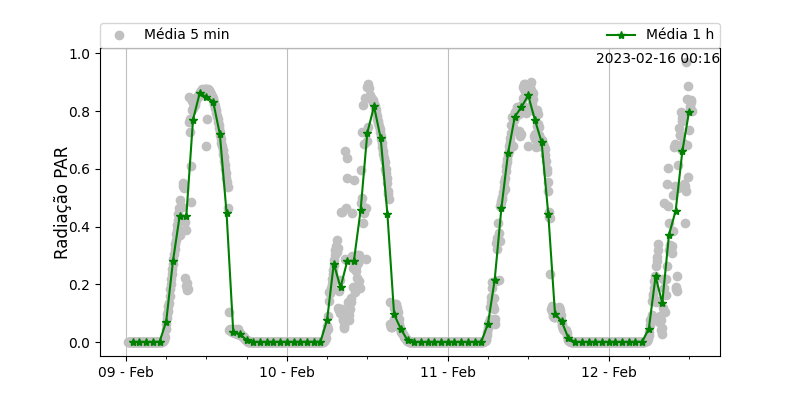 Média 5 min
Média 1 h
2023-02-16 00:16
1.0
0.8
0.6
0.4
0.2
0.0
Radiação PAR
09 - Feb
10 - Feb
11 - Feb
12 - Feb